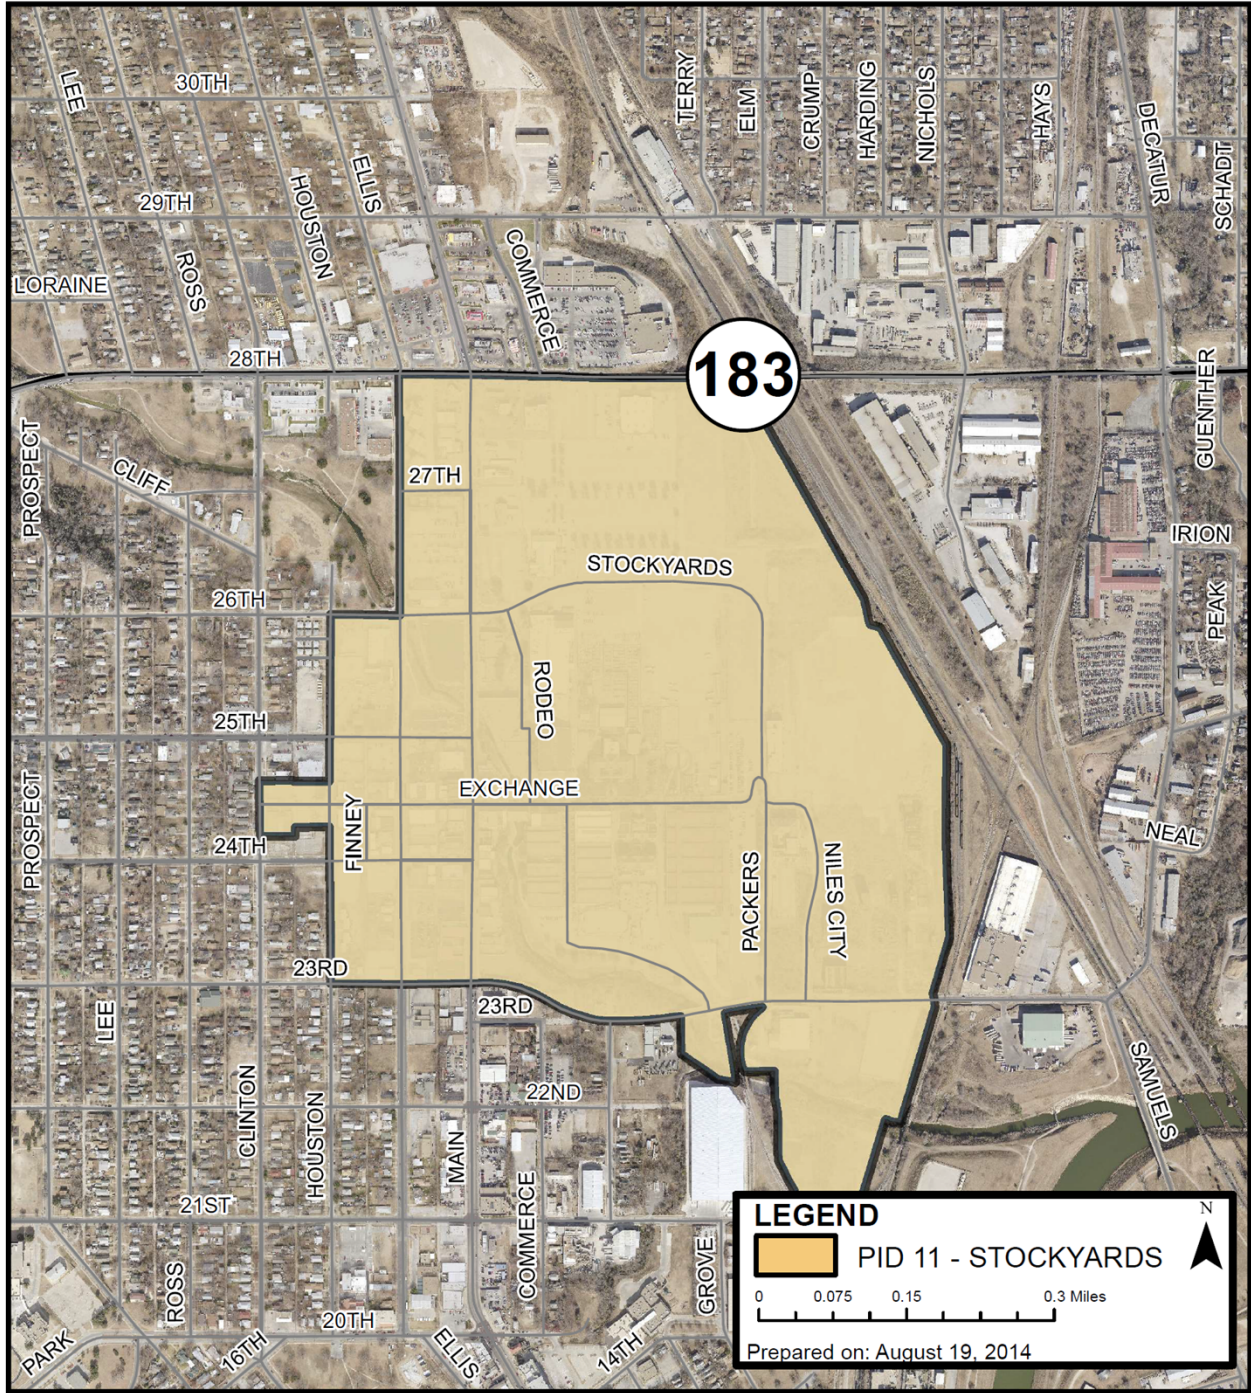 30TH
LEE
TERRY
ELM
CRUMP
HARDING
NICHOLS
HAYS
DECATUR
SCHADT
29TH
ROSS
HOUSTON
ELLIS
COMMERCE
LORAINE
28TH
183
GUENTHER
PROSPECT
CLIFF
27TH
IRION
STOCKYARDS
26TH
PEAK
RODEO
25TH
PROSPECT
EXCHANGE
FINNEY
24TH
NEAL
PACKERS
NILES CITY
23RD
23RD
LEE
CLINTON
HOUSTON
22ND
MAIN
SAMUELS
21ST
COMMERCE
ROSS
GROVE
20TH
PARK
16TH
ELLIS
14TH
LEGEND
N
PID 11 - STOCKYARDS
0 0.075 0.15 0.3 Miles
Prepared on: August 19, 2014